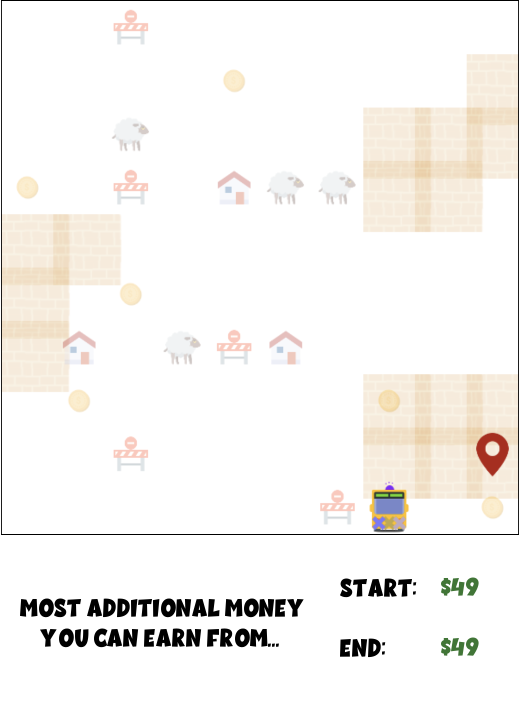 MOST ADDITIONAL MONEY
YOU CAN EARN FROM...
START: $49
END: $49